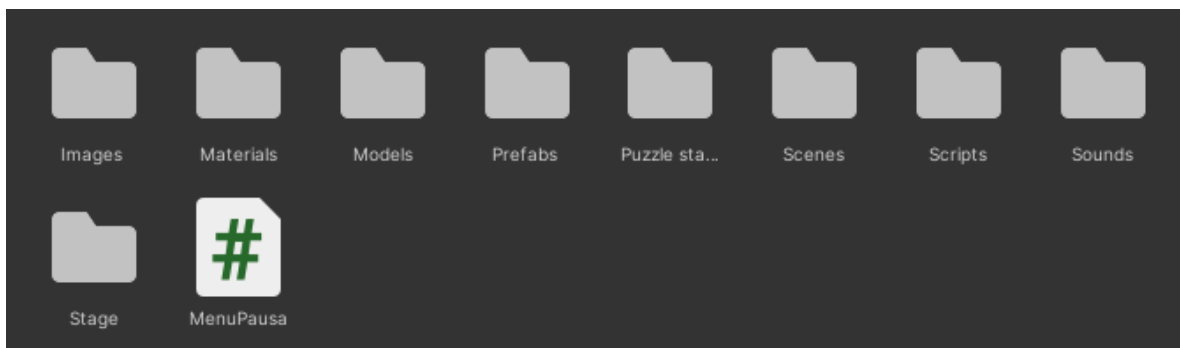 Images Materials Models Prefabs Puzzle sta... Scenes Scripts Sounds
#
Stage MenuPausa